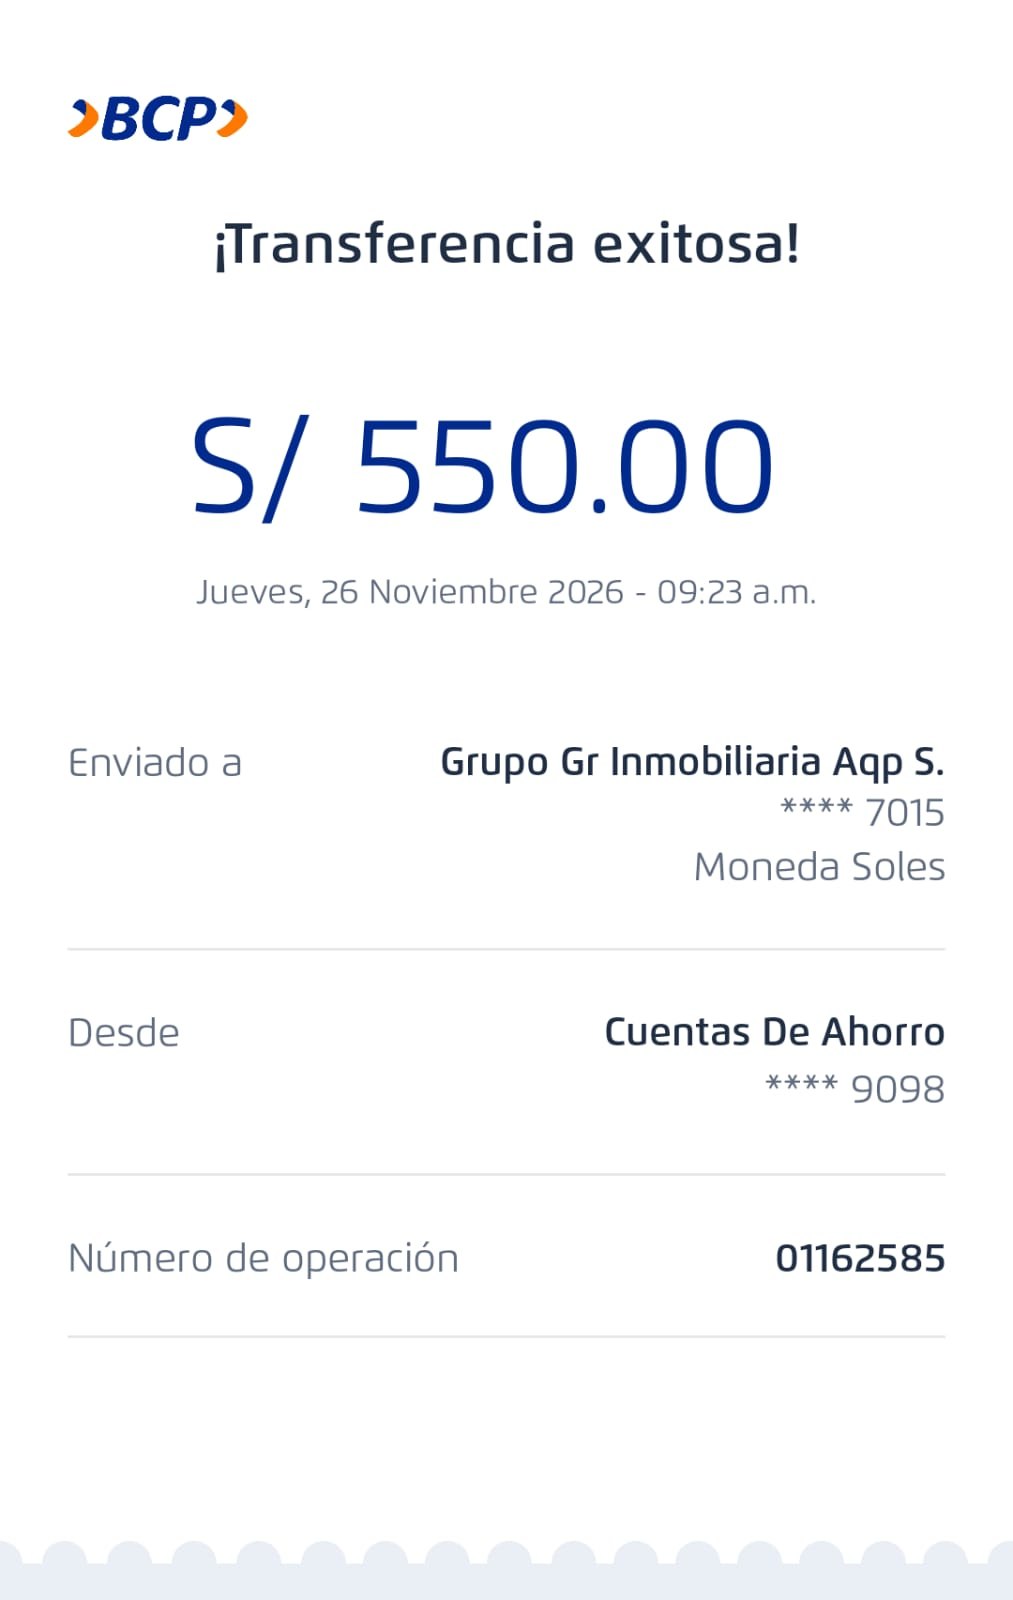 BCP
¡Transferencia exitosa!
S/ 550.00
Jueves, 26 Noviembre 2026 - 09:23 a.m.
Enviado a
Grupo Gr Inmobiliaria Aqp S.
**** 7015
Moneda Soles
Desde
Cuentas De Ahorro
**** 9098
Número de operación
01162585